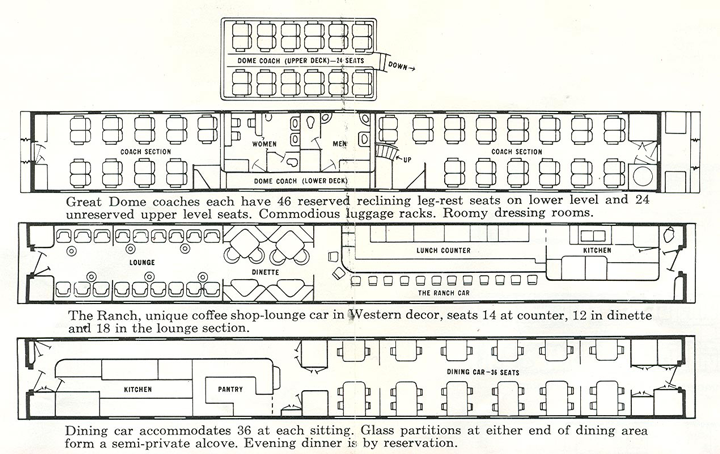 DOME COACH (UPPER DECK)—24 SEATS
DOWN→
COACH SECTION
WOMEN
MEN
←UP
COACH SECTION
DOME COACH (LOWER DECK)
Great Dome coaches each have 46 reserved reclining leg-rest seats on lower level and 24
unreserved upper level seats. Commodious luggage racks. Roomy dressing rooms.
LOUNGE
DINETTE
LUNCH COUNTER
KITCHEN
THE RANCH CAR
The Ranch, unique coffee shop-lounge car in Western decor, seats 14 at counter, 12 in dinette
and 18 in the lounge section.
KITCHEN
PANTRY
DINING CAR—36 SEATS
Dining car accommodates 36 at each sitting. Glass partitions at either end of dining area
form a semi-private alcove. Evening dinner is by reservation.